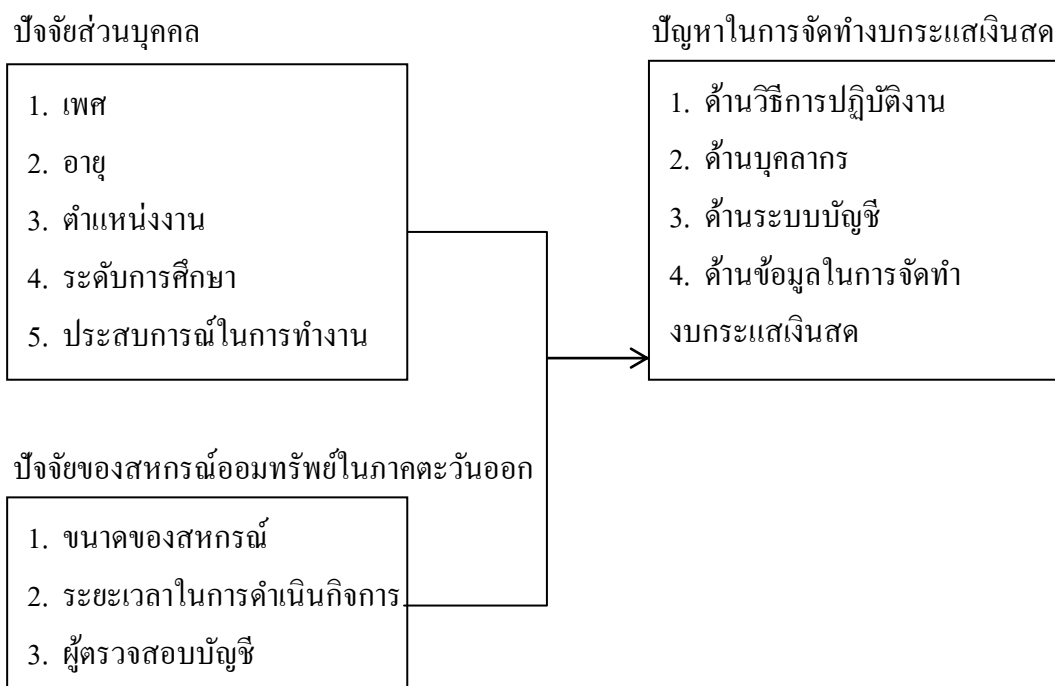 ปัจจัยส่วนบุคคล
1. เพศ
2. อายุ
3. ตำแหน่งงาน
4. ระดับการศึกษา
5. ประสบการณ์ในการทำงาน
ปัจจัยของสหกรณ์ออมทรัพย์ในภาคตะวันออก
1. ขนาดของสหกรณ์
2. ระยะเวลาในการดำเนินกิจการ
3. ผู้ตรวจสอบบัญชี
ปัญหาในการจัดทำงบกระแสเงินสด
1. ด้านวิธีการปฏิบัติงาน
2. ด้านบุคลากร
3. ด้านระบบบัญชี
4. ด้านข้อมูลในการจัดทำ
งบกระแสเงินสด